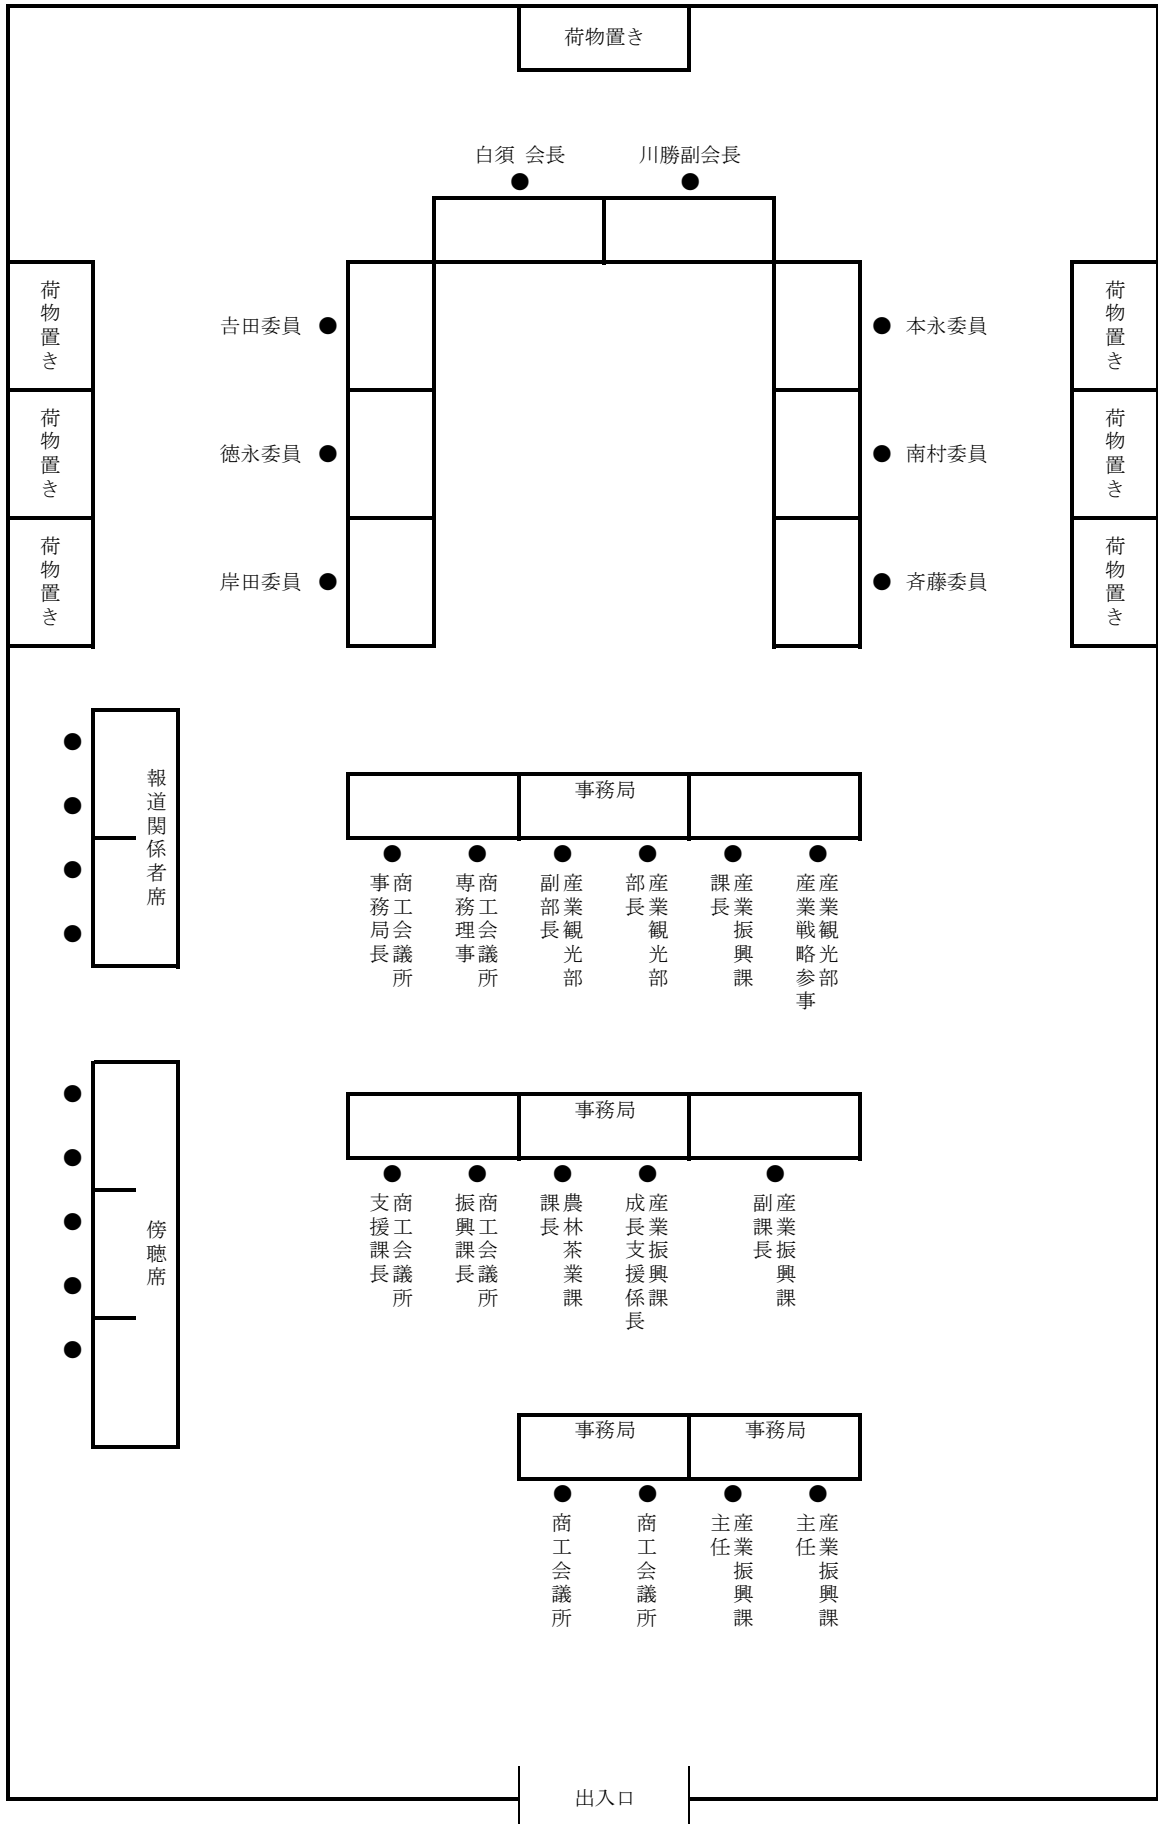 荷物置き
白須 会長
川勝副会長
荷物置き
荷物置き
荷物置き
𠮷田委員
徳永委員
岸田委員
本永委員
南村委員
斉藤委員
荷物置き
荷物置き
荷物置き
報道関係者席
事務局
商工会議所
事務局長
商工会議所
専務理事
産業観光部
副部長
産業観光部
部長
産業振興課
課長
産業観光部
産業戦略参事
傍聴席
事務局
商工会議所
支援課長
商工会議所
振興課長
農林茶業課
課長
産業振興課
成長支援係長
産業振興課
副課長
事務局
事務局
商工会議所
商工会議所
産業振興課
主任
産業振興課
主任
出入口